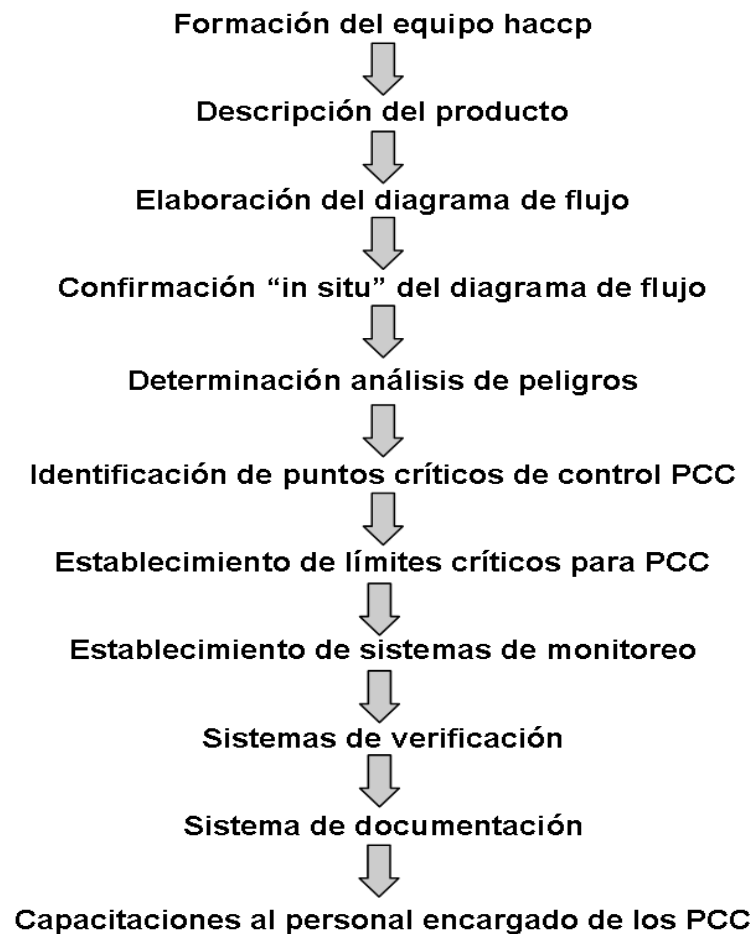 Formación del equipo haccp
Descripción del producto
Elaboración del diagrama de flujo
Confirmación “in situ” del diagrama de flujo
Determinación análisis de peligros
Identificación de puntos críticos de control PCC
Establecimiento de límites críticos para PCC
Establecimiento de sistemas de monitoreo
Sistemas de verificación
Sistema de documentación
Capacitaciones al personal encargado de los PCC